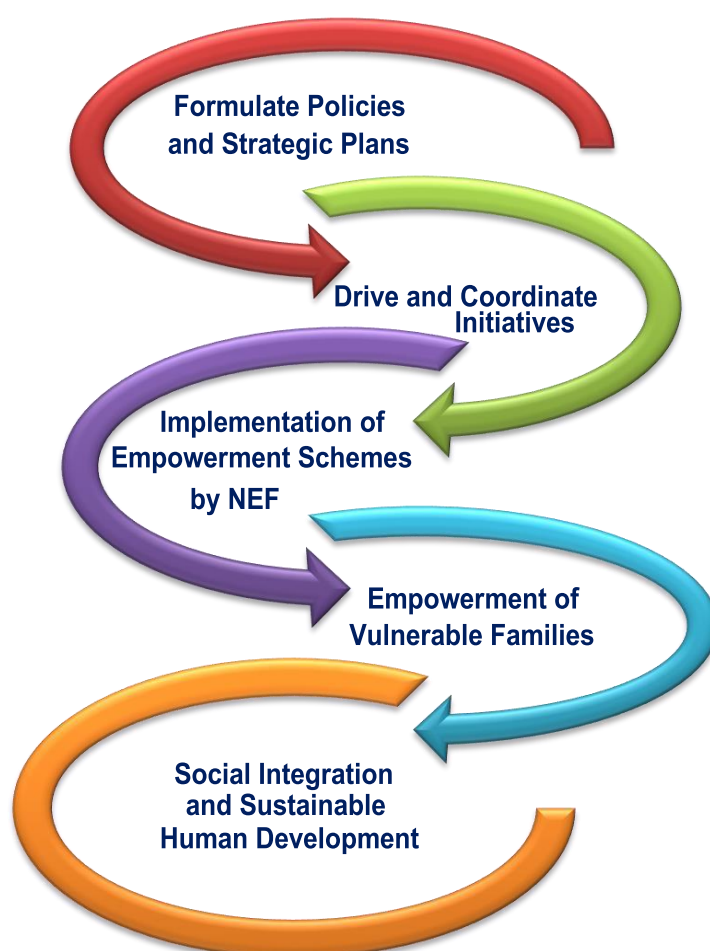 Formulate Policies
and Strategic Plans
Drive and Coordinate
Initiatives
Implementation of
Empowerment Schemes
by NEF
Empowerment of
Vulnerable Families
Social Integration
and Sustainable
Human Development